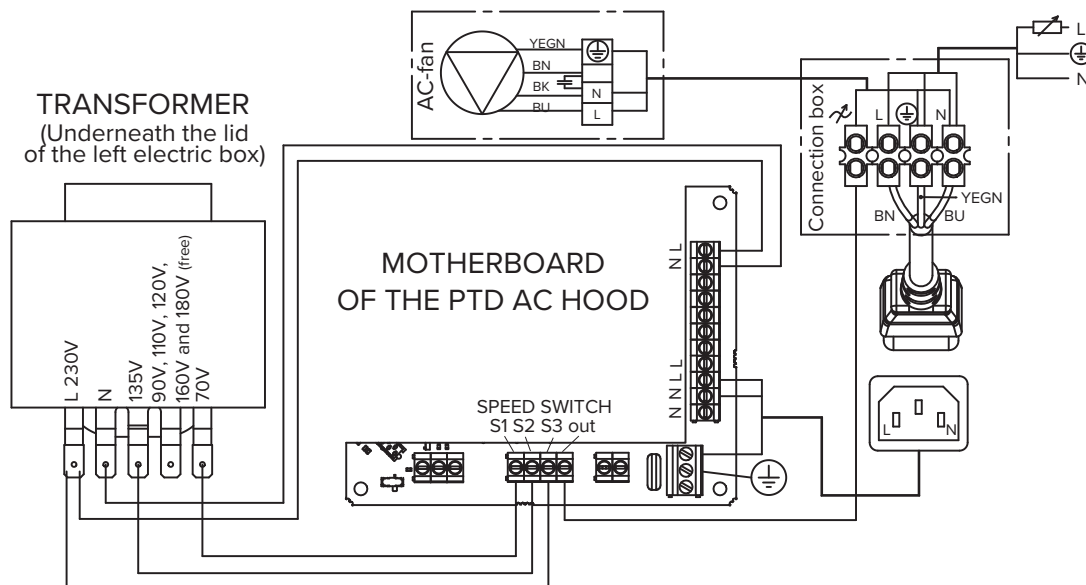 TRANSFORMER
(Underneath the lid
of the left electric box)
L 230V
N
135V
90V, 110V, 120V,
160V and 180V (free)
70V
AC-fan
YEGN
BN
BK
BU
N
L
MOTHERBOARD
OF THE PTD AC HOOD
N L
N N L L
SPEED SWITCH
S1 S2 S3 out
Connection box
L
N
BN
YEGN
BU
L
N
L
N